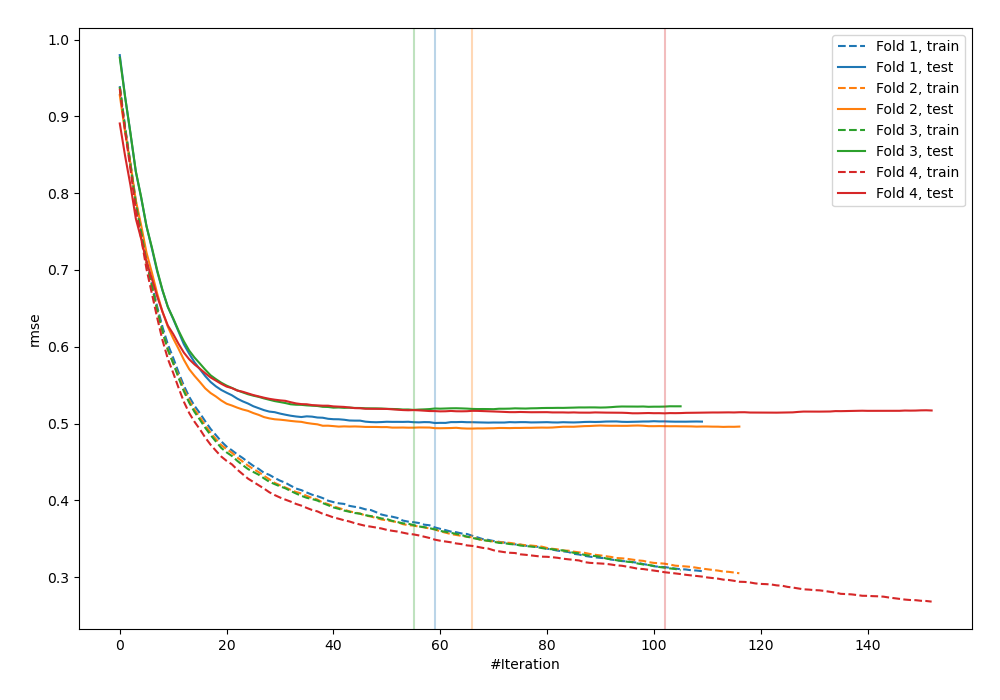 1.0
0.9
0.8
0.7
0.6
0.5
0.4
0.3
rmse
0
20
40
60
80
100
120
140
#Iteration
Fold 1, train
Fold 1, test
Fold 2, train
Fold 2, test
Fold 3, train
Fold 3, test
Fold 4, train
Fold 4, test